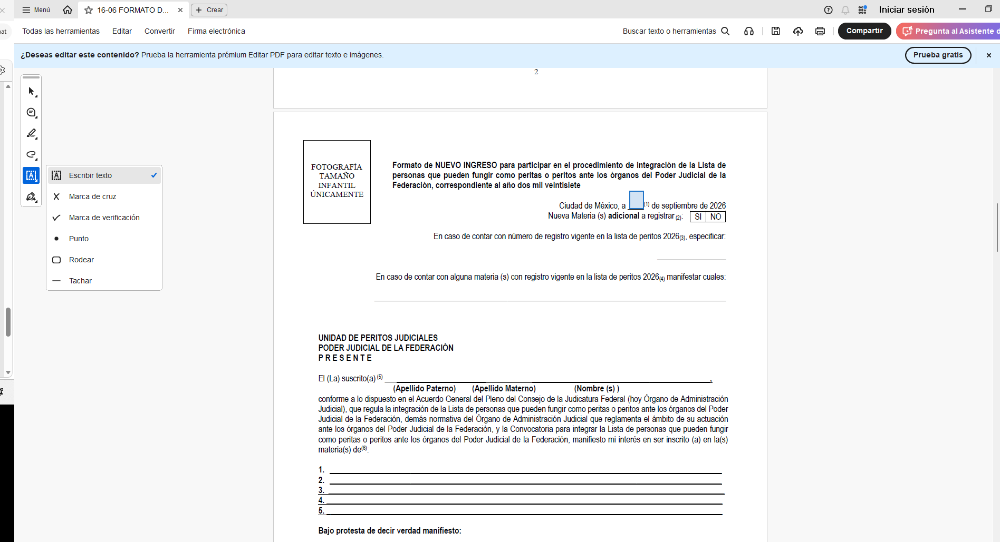 Menú
16-06 FORMATO D...
Crear
Iniciar sesión
Todas las herramientas
Editar
Convertir
Firma electrónica
Buscar texto o herramientas
Compartir
Pregunta al Asistente d
¿Deseas editar este contenido? Prueba la herramienta prémium Editar PDF para editar texto e imágenes.
Prueba gratis
Escribir texto
Marca de cruz
Marca de verificación
Punto
Rodear
Tachar
2
FOTOGRAFÍA
TAMAÑO
INFANTIL
ÚNICAMENTE
Formato de NUEVO INGRESO para participar en el procedimiento de integración de la Lista de
personas que pueden fungir como peritas o peritos ante los órganos del Poder Judicial de la
Federación, correspondiente al año dos mil veintisiete
Ciudad de México, a ____(1) de septiembre de 2026
Nueva Materia (s) adicional a registrar (2): SI NO
En caso de contar con número de registro vigente en la lista de peritos 2026(3), especificar:
En caso de contar con alguna materia (s) con registro vigente en la lista de peritos 2026(4) manifestar cuales:
UNIDAD DE PERITOS JUDICIALES
PODER JUDICIAL DE LA FEDERACIÓN
P R E S E N T E
El (La) suscrito(a) (5) ,
(Apellido Paterno) (Apellido Materno) (Nombre (s) )
conforme a lo dispuesto en el Acuerdo General del Pleno del Consejo de la Judicatura Federal (hoy Órgano de Administración
Judicial), que regula la integración de la Lista de personas que pueden fungir como peritas o peritos ante los órganos del Poder
Judicial de la Federación, demás normativa del Órgano de Administración Judicial que reglamenta el ámbito de su actuación
ante los órganos del Poder Judicial de la Federación, y la Convocatoria para integrar la Lista de personas que pueden fungir
como peritas o peritos ante los órganos del Poder Judicial de la Federación, manifiesto mi interés en ser inscrito (a) en la(s)
materia(s) de(6):
1.
2.
3.
4.
5.
Bajo protesta de decir verdad manifiesto: